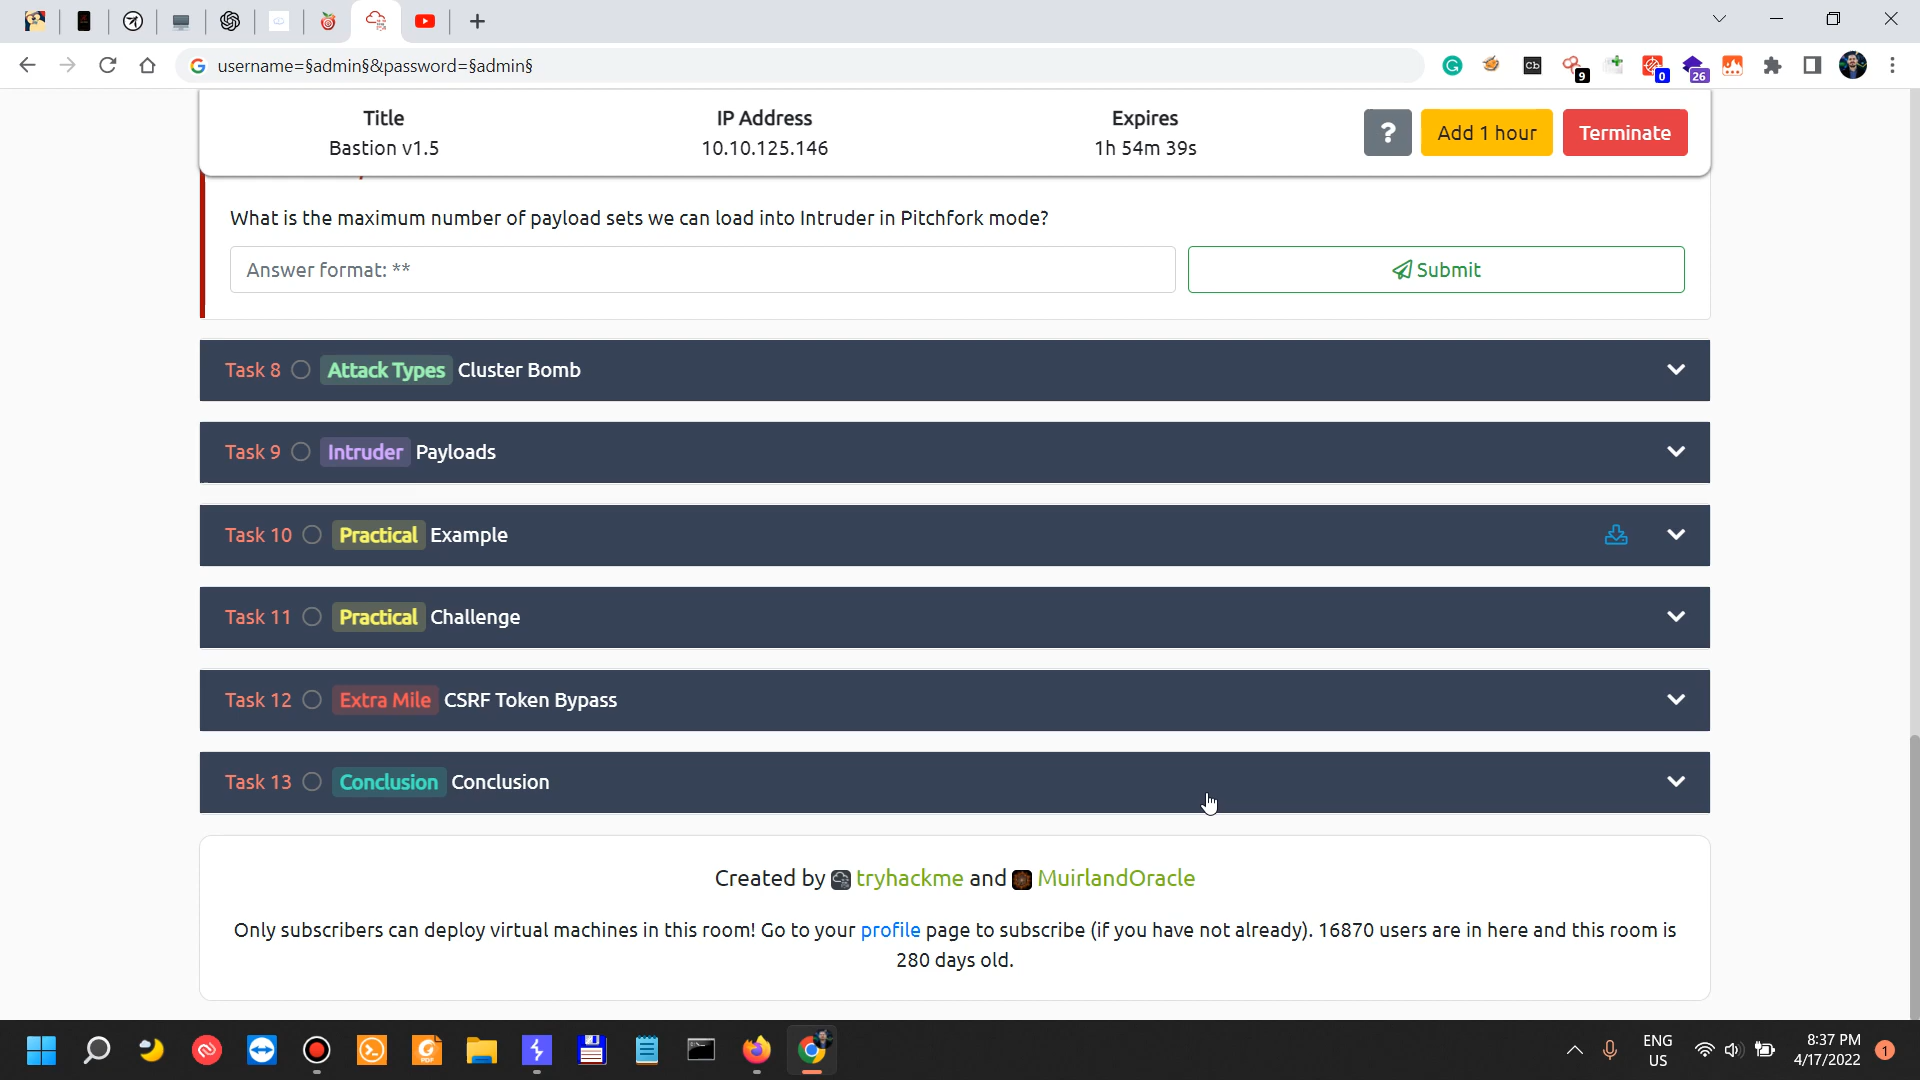 username=§admin§&password=§admin§
9
0
26
Title
Bastion v1.5
IP Address
10.10.125.146
Expires
1h 54m 39s
?
Add 1 hour
Terminate
What is the maximum number of payload sets we can load into Intruder in Pitchfork mode?
Answer format: **
Submit
Task 8 Attack Types Cluster Bomb
Task 9 Intruder Payloads
Task 10 Practical Example
Task 11 Practical Challenge
Task 12 Extra Mile CSRF Token Bypass
Task 13 Conclusion Conclusion
Created by tryhackme and MuirlandOracle
Only subscribers can deploy virtual machines in this room! Go to your profile page to subscribe (if you have not already). 16870 users are in here and this room is
280 days old.
ENG
US
8:37 PM
4/17/2022
1